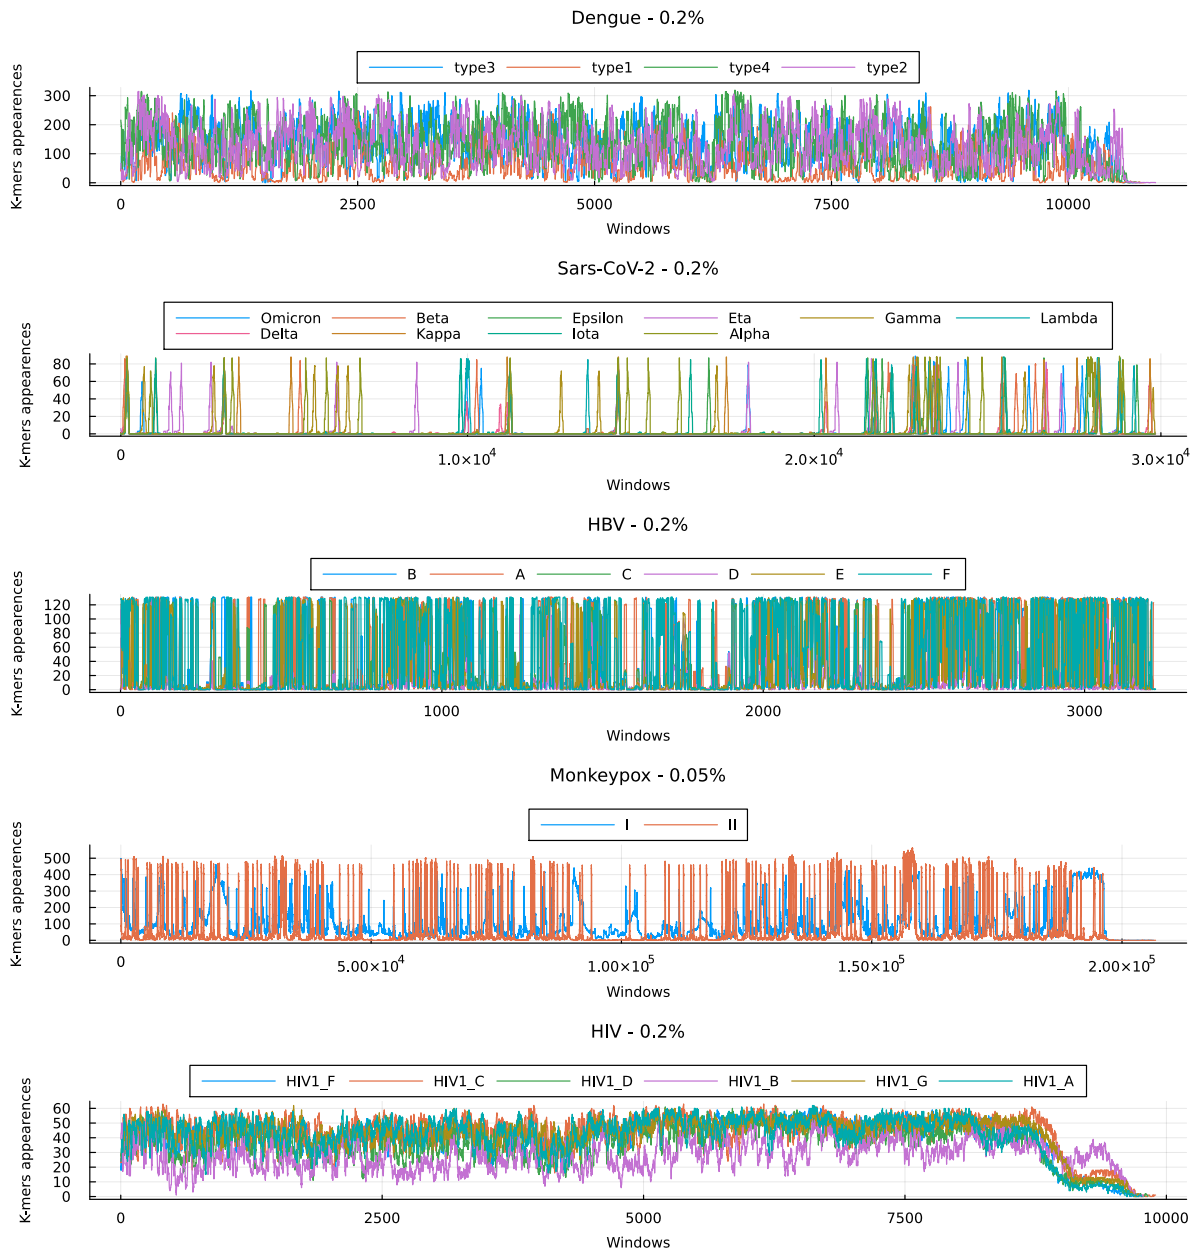 Dengue - 0.2%
type3 type1 type4 type2
K-mers appearences
300
200
100
0
0 2500 5000 7500 10000
Windows
Sars-CoV-2 - 0.2%
Omicron Beta Epsilon Eta Gamma Lambda
Delta Kappa Iota Alpha
K-mers appearences
80
60
40
20
0
0 1.0×10⁴ 2.0×10⁴ 3.0×10⁴
Windows
HBV - 0.2%
B A C D E F
K-mers appearences
120
100
80
60
40
20
0
0 1000 2000 3000
Windows
Monkeypox - 0.05%
I II
K-mers appearences
500
400
300
200
100
0
0 5.00×10⁴ 1.00×10⁵ 1.50×10⁵ 2.00×10⁵
Windows
HIV - 0.2%
HIV1_F HIV1_C HIV1_D HIV1_B HIV1_G HIV1_A
K-mers appearences
60
50
40
30
20
10
0
0 2500 5000 7500 10000
Windows